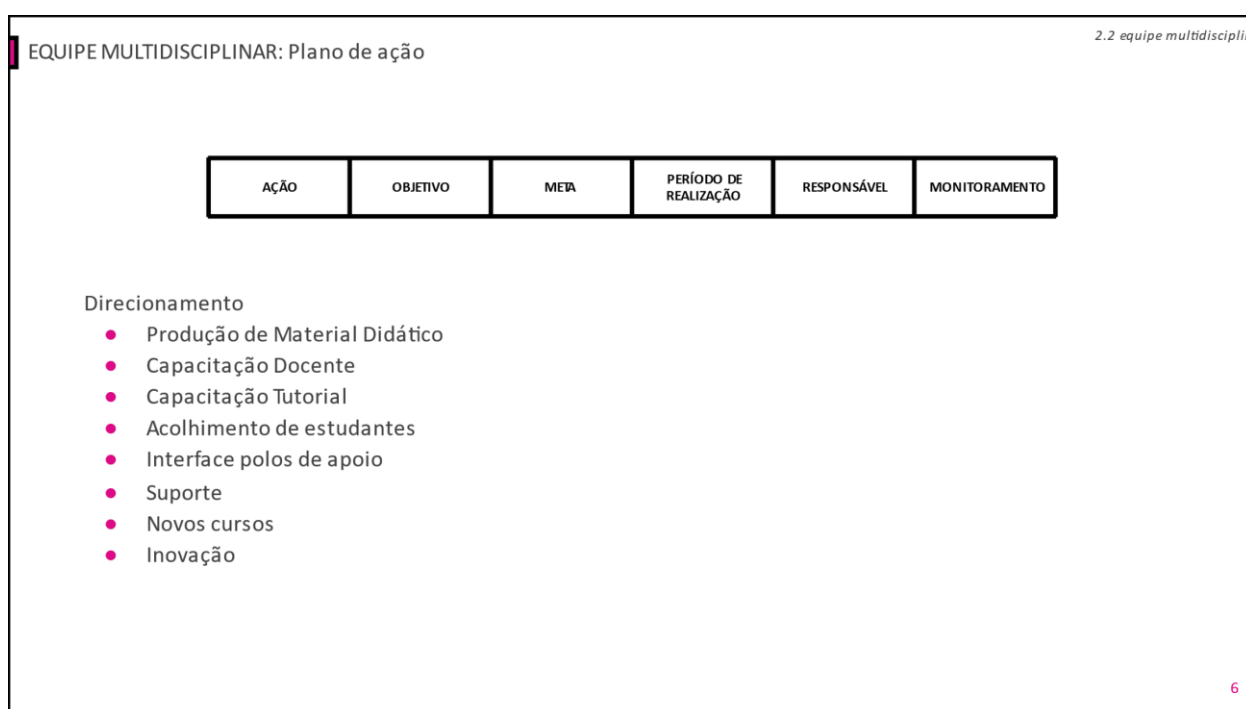 2.2 equipe multidiscipli
EQUIPE MULTIDISCIPLINAR: Plano de ação
AÇÃO
OBJETIVO
META
PERÍODO DE
REALIZAÇÃO
RESPONSÁVEL
MONITORAMENTO
Direcionamento
Produção de Material Didático
Capacitação Docente
Capacitação Tutorial
Acolhimento de estudantes
Interface polos de apoio
Suporte
Novos cursos
Inovação
6